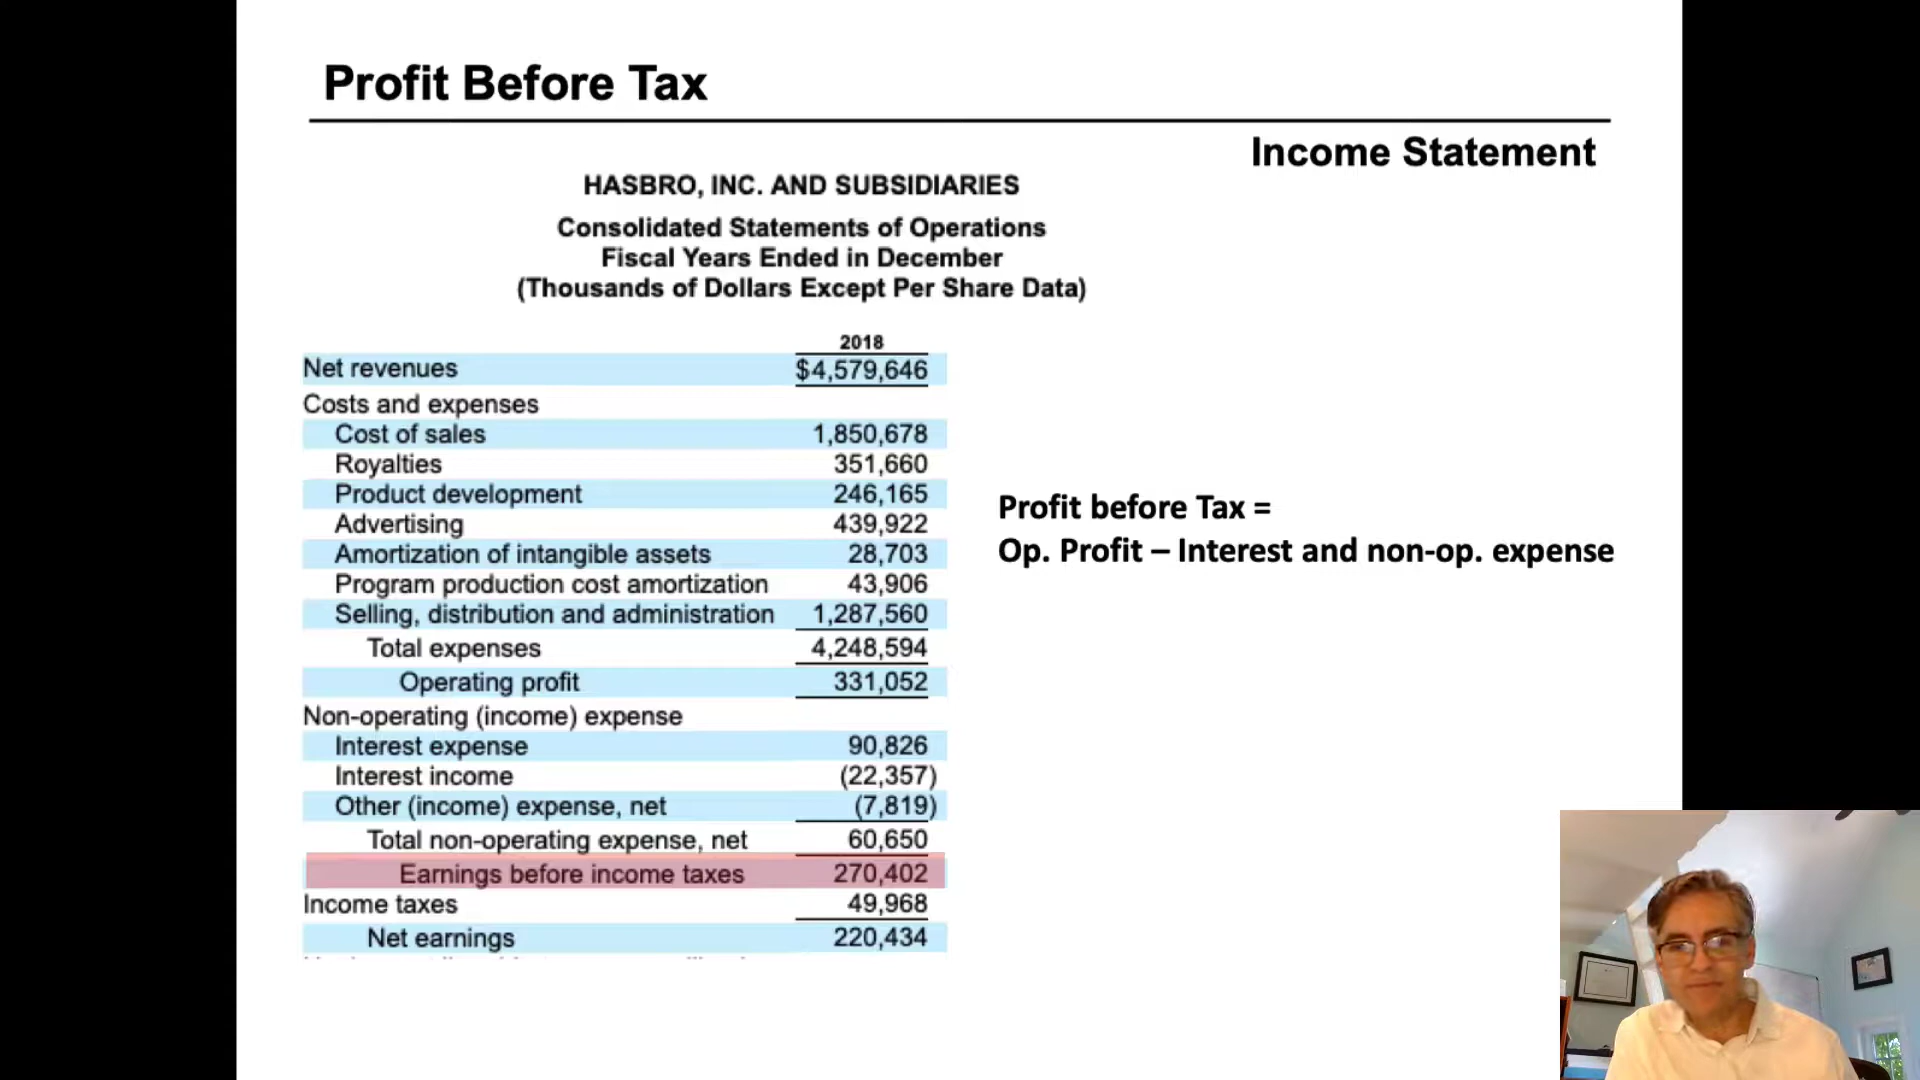 Profit Before Tax
Income Statement
HASBRO, INC. AND SUBSIDIARIES
Consolidated Statements of Operations
Fiscal Years Ended in December
(Thousands of Dollars Except Per Share Data)
2018
Net revenues $4,579,646
Costs and expenses
Cost of sales 1,850,678
Royalties 351,660
Product development 246,165
Advertising 439,922
Amortization of intangible assets 28,703
Program production cost amortization 43,906
Selling, distribution and administration 1,287,560
Total expenses 4,248,594
Operating profit 331,052
Non-operating (income) expense
Interest expense 90,826
Interest income (22,357)
Other (income) expense, net (7,819)
Total non-operating expense, net 60,650
Earnings before income taxes 270,402
Income taxes 49,968
Net earnings 220,434
Profit before Tax =
Op. Profit – Interest and non-op. expense